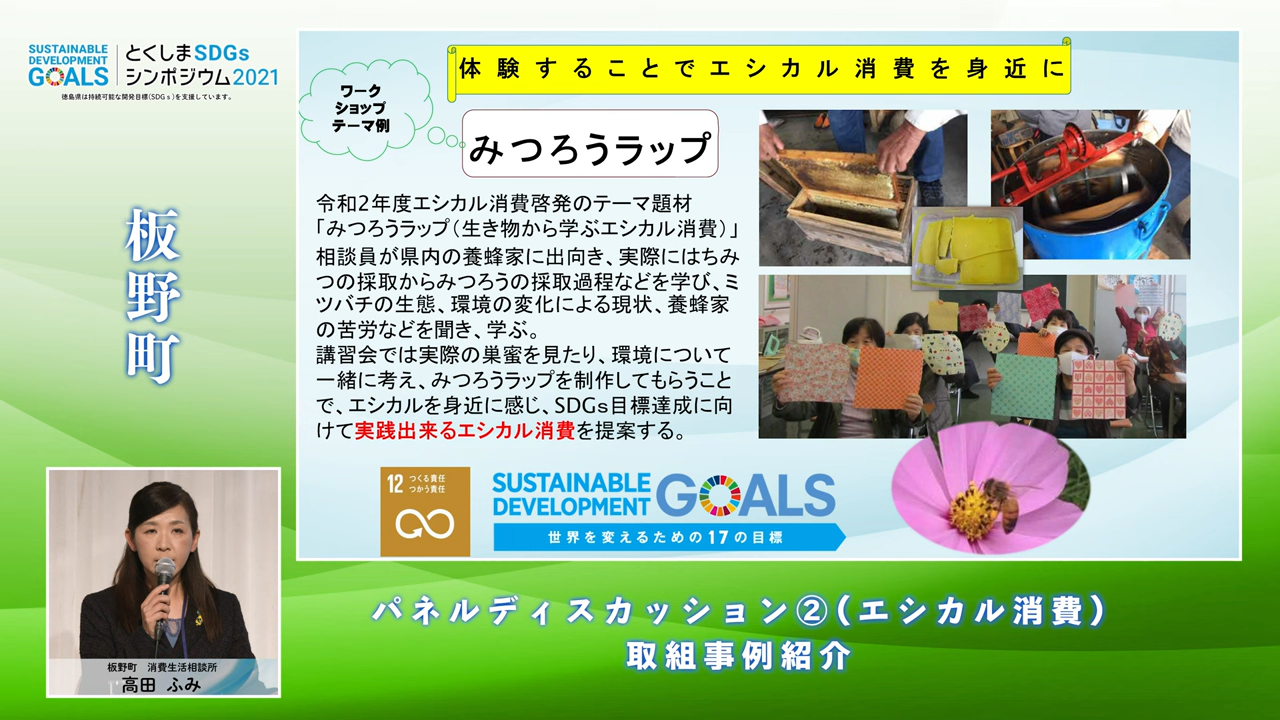 SUSTAINABLE
DEVELOPMENT
GOALS
とくしまSDGs
シンポジウム2021
徳島県は持続可能な開発目標(SDGs)を支援しています。
板野町
体験することでエシカル消費を身近に
ワーク
ショップ
テーマ例
みつろうラップ
令和2年度エシカル消費啓発のテーマ題材
「みつろうラップ(生き物から学ぶエシカル消費)」
相談員が県内の養蜂家に出向き、実際にはちみ
つの採取からみつろうの採取過程などを学び、ミ
ツバチの生態、環境の変化による現状、養蜂家
の苦労などを聞き、学ぶ。
講習会では実際の巣蜜を見たり、環境について
一緒に考え、みつろうラップを制作してもらうこと
で、エシカルを身近に感じ、SDGs目標達成に向
けて実践出来るエシカル消費を提案する。
12 つくる責任
つかう責任
SUSTAINABLE
DEVELOPMENT
GOALS
世界を変えるための17の目標
板野町 消費生活相談所
高田 ふみ
パネルディスカッション②(エシカル消費)
取組事例紹介